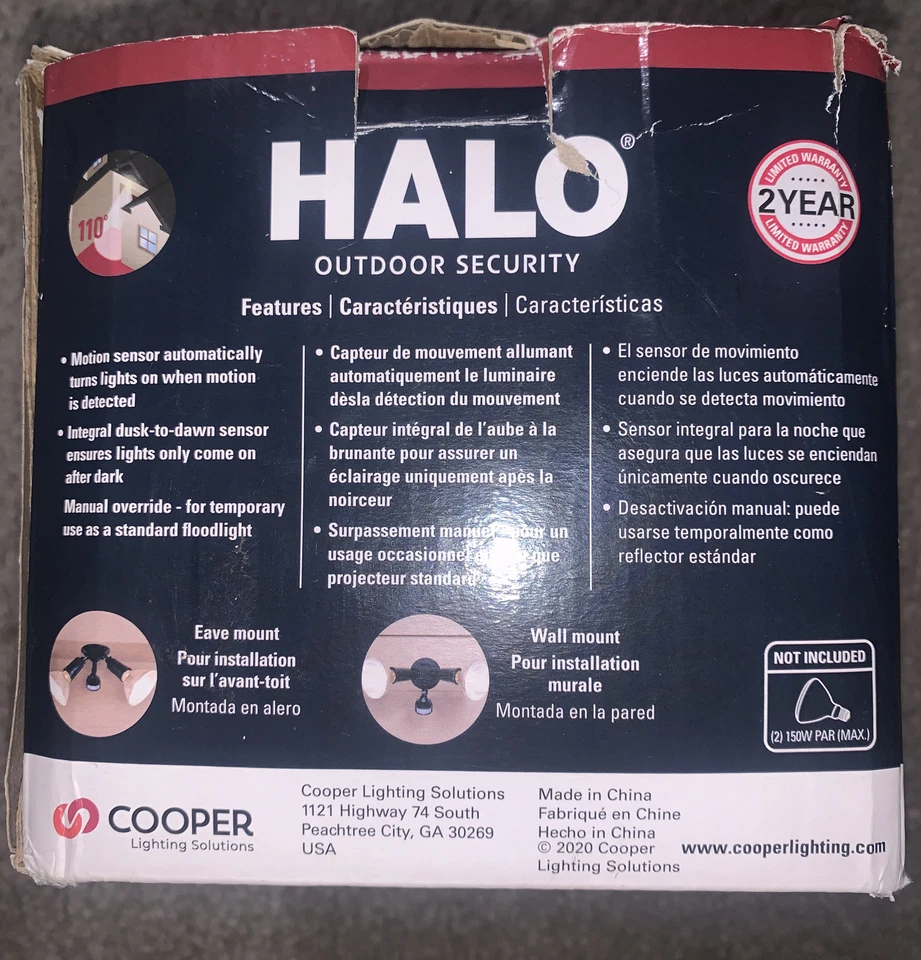 HALO®
OUTDOOR SECURITY
110°
LIMITED WARRANTY
2YEAR
LIMITED WARRANTY
Features | Caractéristiques | Características
• Motion sensor automatically
turns lights on when motion
is detected
• Integral dusk-to-dawn sensor
ensures lights only come on
after dark
Manual override - for temporary
use as a standard floodlight
• Capteur de mouvement allumant
automatiquement le luminaire
dèsla détection du mouvement
• Capteur intégral de l'aube à la
brunante pour assurer un
éclairage uniquement apès la
noirceur
• Surpassement un
usage occasionnel que
projecteur standard
• El sensor de movimiento
enciende las luces automáticamente
cuando se detecta movimiento
• Sensor integral para la noche que
asegura que las luces se enciendan
únicamente cuando oscurece
• Desactivación manual: puede
usarse temporalmente como
reflector estándar
Eave mount
Pour installation
sur l'avant-toit
Montada en alero
Wall mount
Pour installation
murale
Montada en la pared
NOT INCLUDED
(2) 150W PAR (MAX.)
COOPER
Lighting Solutions
Cooper Lighting Solutions
1121 Highway 74 South
Peachtree City, GA 30269
USA
Made in China
Fabriqué en Chine
Hecho in China
© 2020 Cooper
Lighting Solutions
www.cooperlighting.com